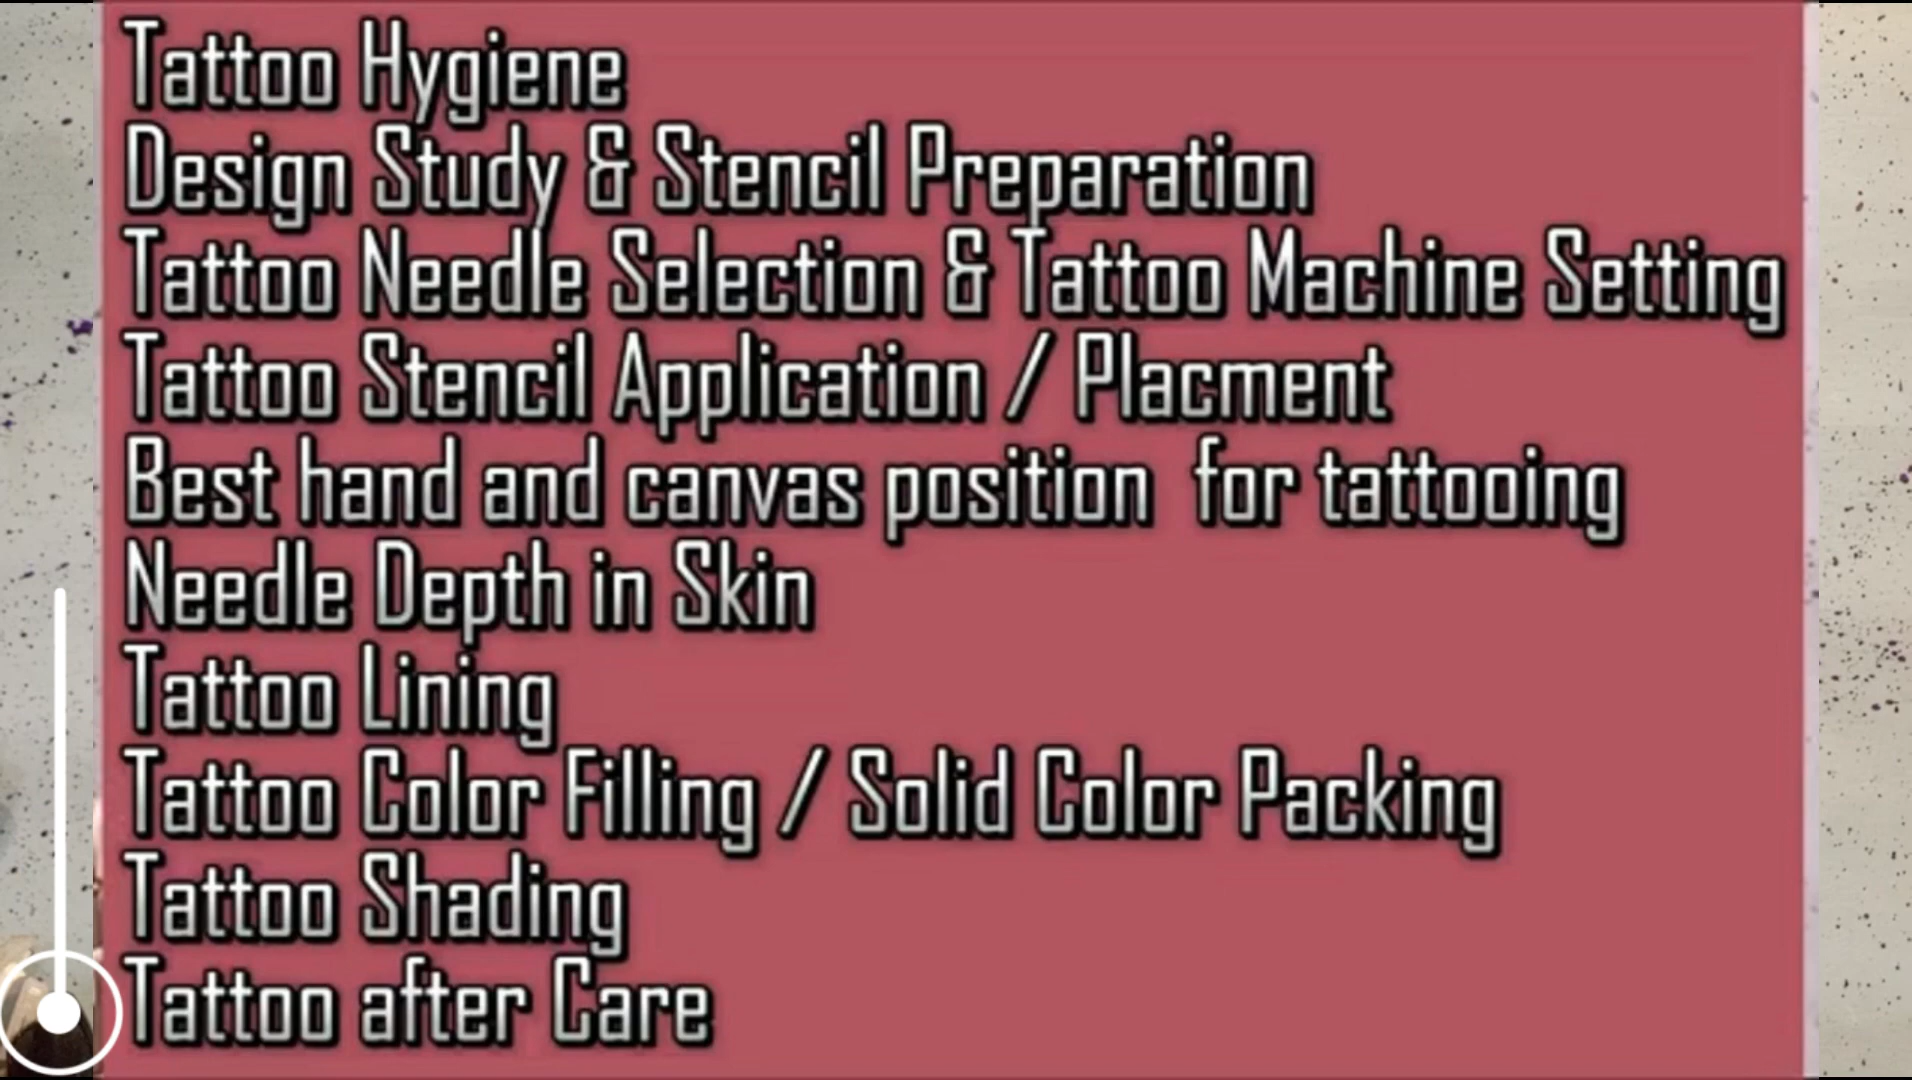 Tattoo Hygiene
Design Study & Stencil Preparation
Tattoo Needle Selection & Tattoo Machine Setting
Tattoo Stencil Application / Placment
Best hand and canvas position for tattooing
Needle Depth in Skin
Tattoo Lining
Tattoo Color Filling / Solid Color Packing
Tattoo Shading
Tattoo after Care